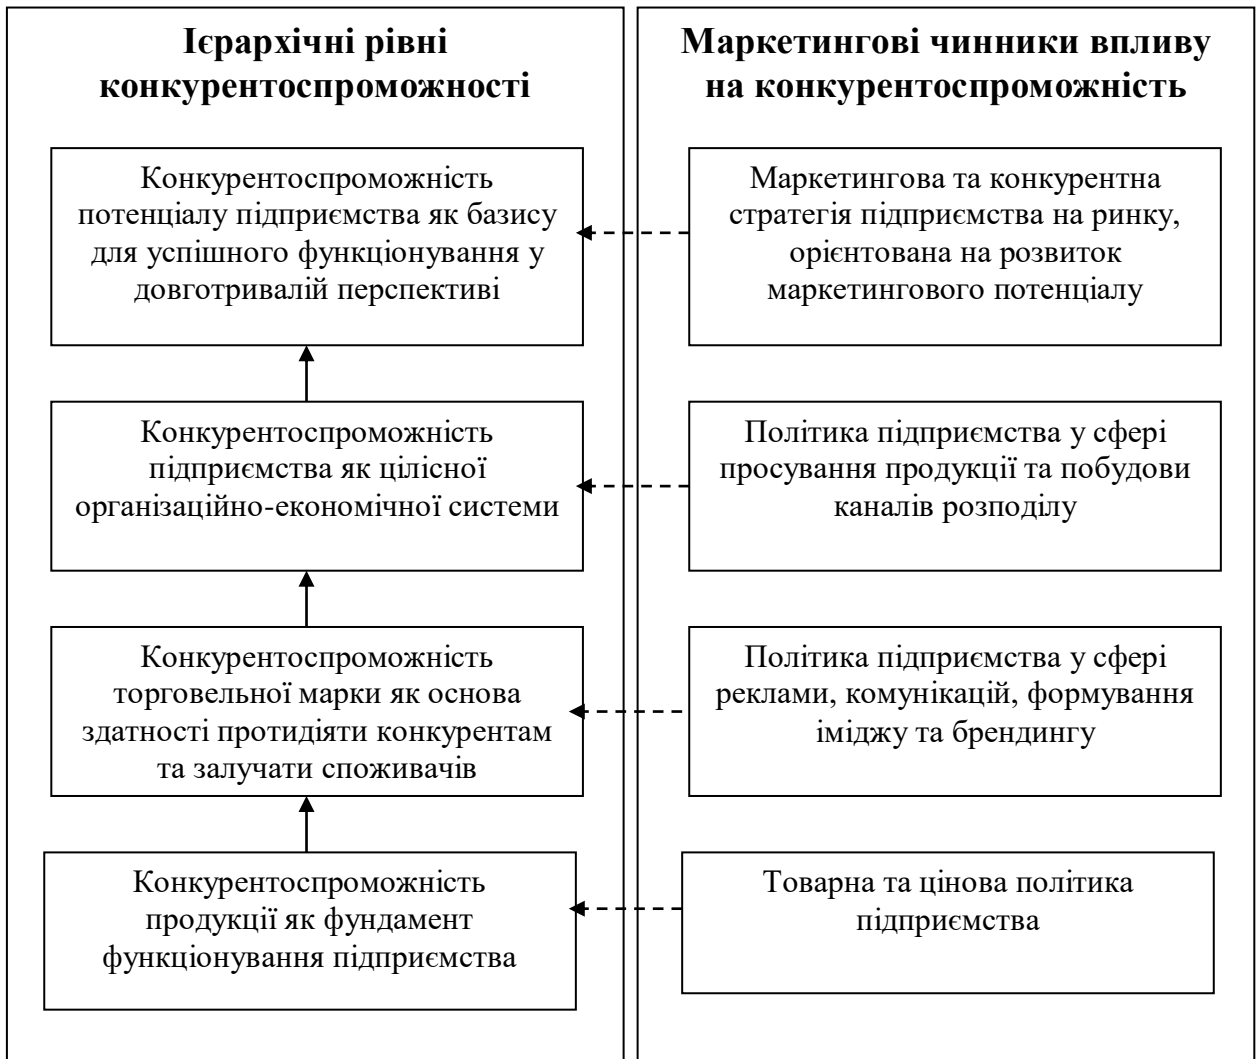 Ієрархічні рівні
конкурентоспроможності
Конкурентоспроможність
потенціалу підприємства як базису
для успішного функціонування у
довготривалій перспективі
Конкурентоспроможність
підприємства як цілісної
організаційно-економічної системи
Конкурентоспроможність
торговельної марки як основа
здатності протидіяти конкурентам
та залучати споживачів
Конкурентоспроможність
продукції як фундамент
функціонування підприємства
Маркетингові чинники впливу
на конкурентоспроможність
Маркетингова та конкурентна
стратегія підприємства на ринку,
орієнтована на розвиток
маркетингового потенціалу
Політика підприємства у сфері
просування продукції та побудови
каналів розподілу
Політика підприємства у сфері
реклами, комунікацій, формування
іміджу та брендингу
Товарна та цінова політика
підприємства